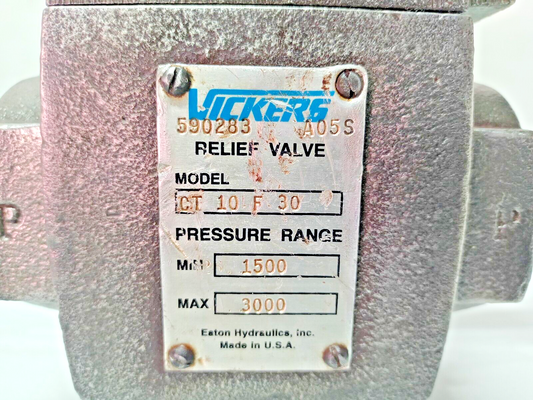 VICKERS
590283 A05S
RELIEF VALVE
MODEL
CT 10 F 30
PRESSURE RANGE
MIN 1500
MAX 3000
Eaton Hydraulics, Inc.
Made in U.S.A.
P
P